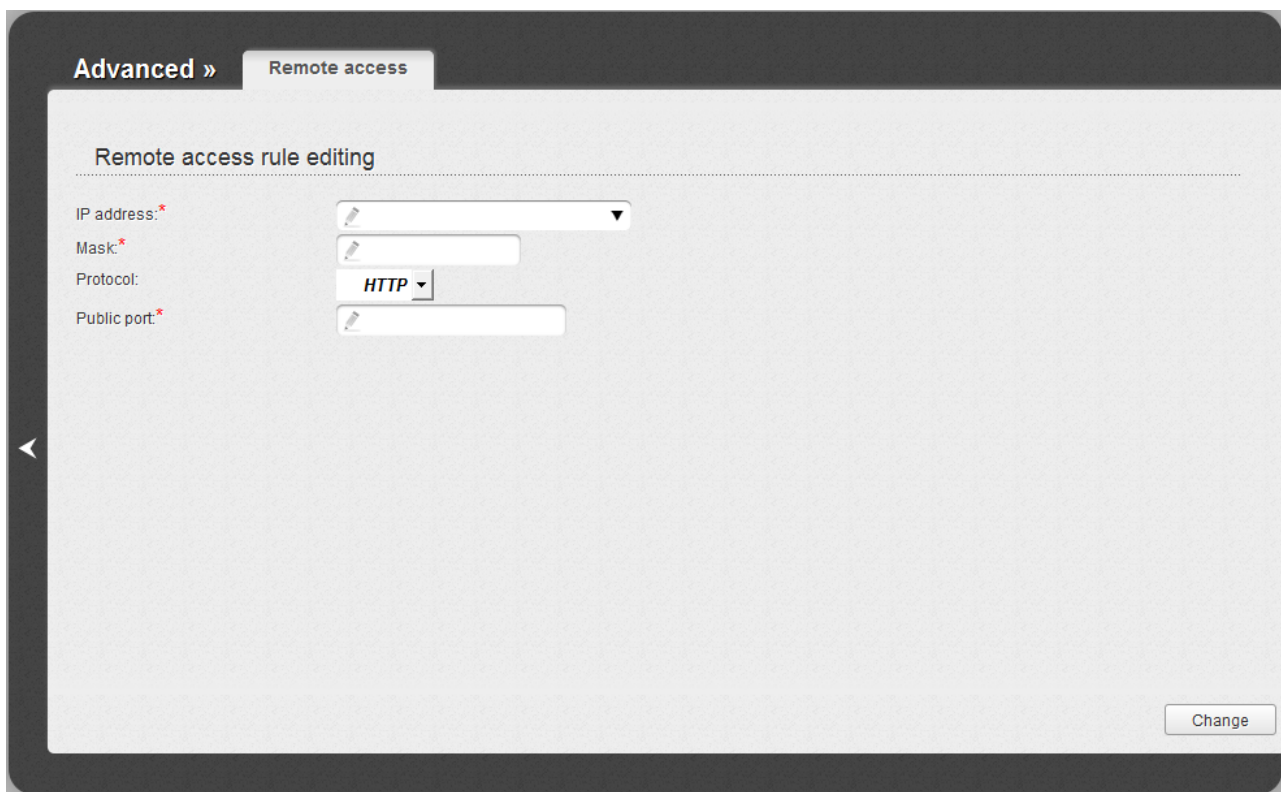 Advanced » Remote access
Remote access rule editing
IP address:*
Mask:*
Protocol: HTTP
Public port:*
Change